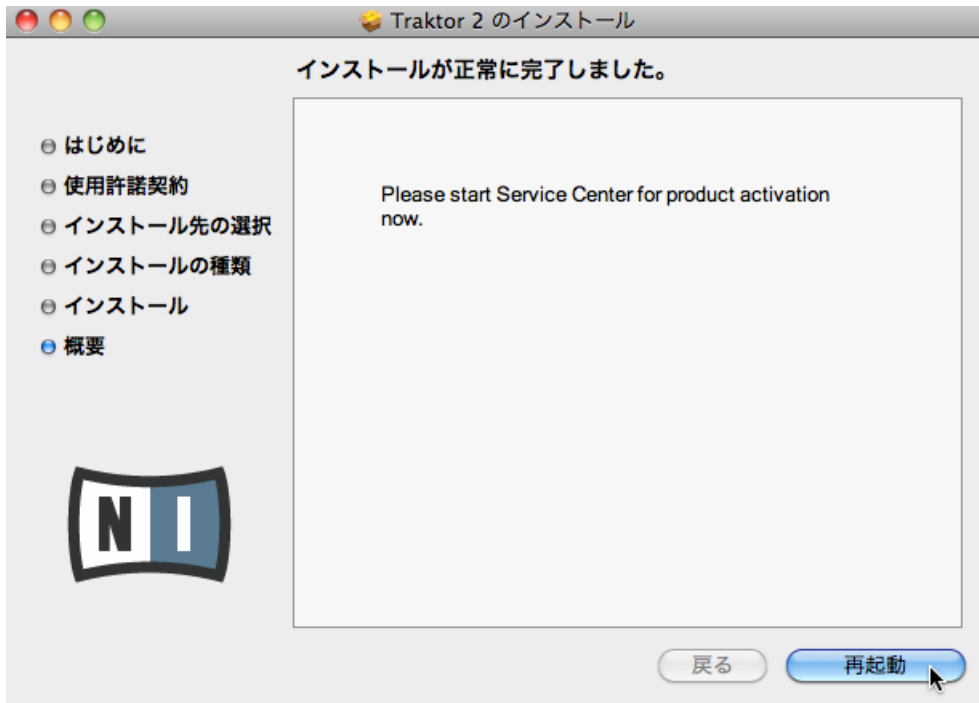 Traktor 2 のインストール
インストールが正常に完了しました。
はじめに
使用許諾契約
インストール先の選択
インストールの種類
インストール
概要
Please start Service Center for product activation
now.
NI
戻る
再起動